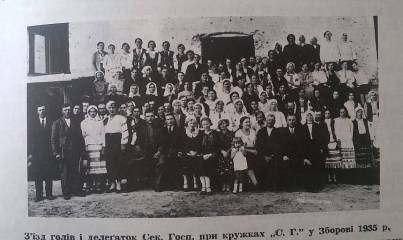 З'їзд голів і делегаток Сек. Госп. при кружках „С. Г." у Зборові 1935 р.